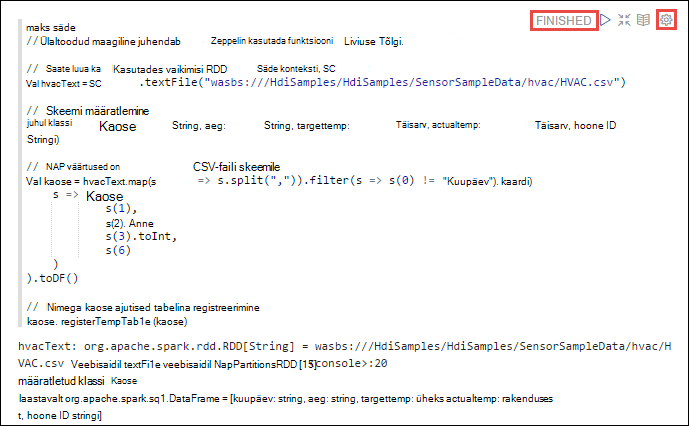 FINISHED
maks säde
// Ülaltoodud maagiline juhendab Zeppelin kasutada funktsiooni Liviuse Tõlgi.
// Saate luua ka Kasutades vaikimisi RDD Säde konteksti, SC
Val hvacText = SC .textFile("wasbs:///HdiSamples/HdiSamples/SensorSampleData/hvac/HVAC.csv")
// Skeemi määratlemine
juhul klassi Kaose String, aeg: String, targettemp: Täisarv, actualtemp: Täisarv, hoone ID
Stringi)
// NAP väärtused on CSV-faili skeemile
Val kaose = hvacText.map(s => s.split(",")).filter(s => s(0) != "Kuupäev"). kaardi)
s => Kaose
s(1),
s(2). Anne
s(3).toInt,
s(6)
)
).toDF()
// Nimega kaose ajutised tabelina registreerimine
kaose. registerTempTab1e (kaose)
hvacText: org.apache.spark.rdd.RDD[String] = wasbs:///HdiSamples/HdiSamples/SensorSampleData/hvac/H
VAC.csv Veebisaidil textFi1e veebisaidil NapPartitionsRDD [15] console>:20
määratletud klassi Kaose
laastavalt org.apache.spark.sq1.DataFrame = [kuupäev: string, aeg: string, targettemp: üheks actualtemp: rakenduses
t, hoone ID stringi]